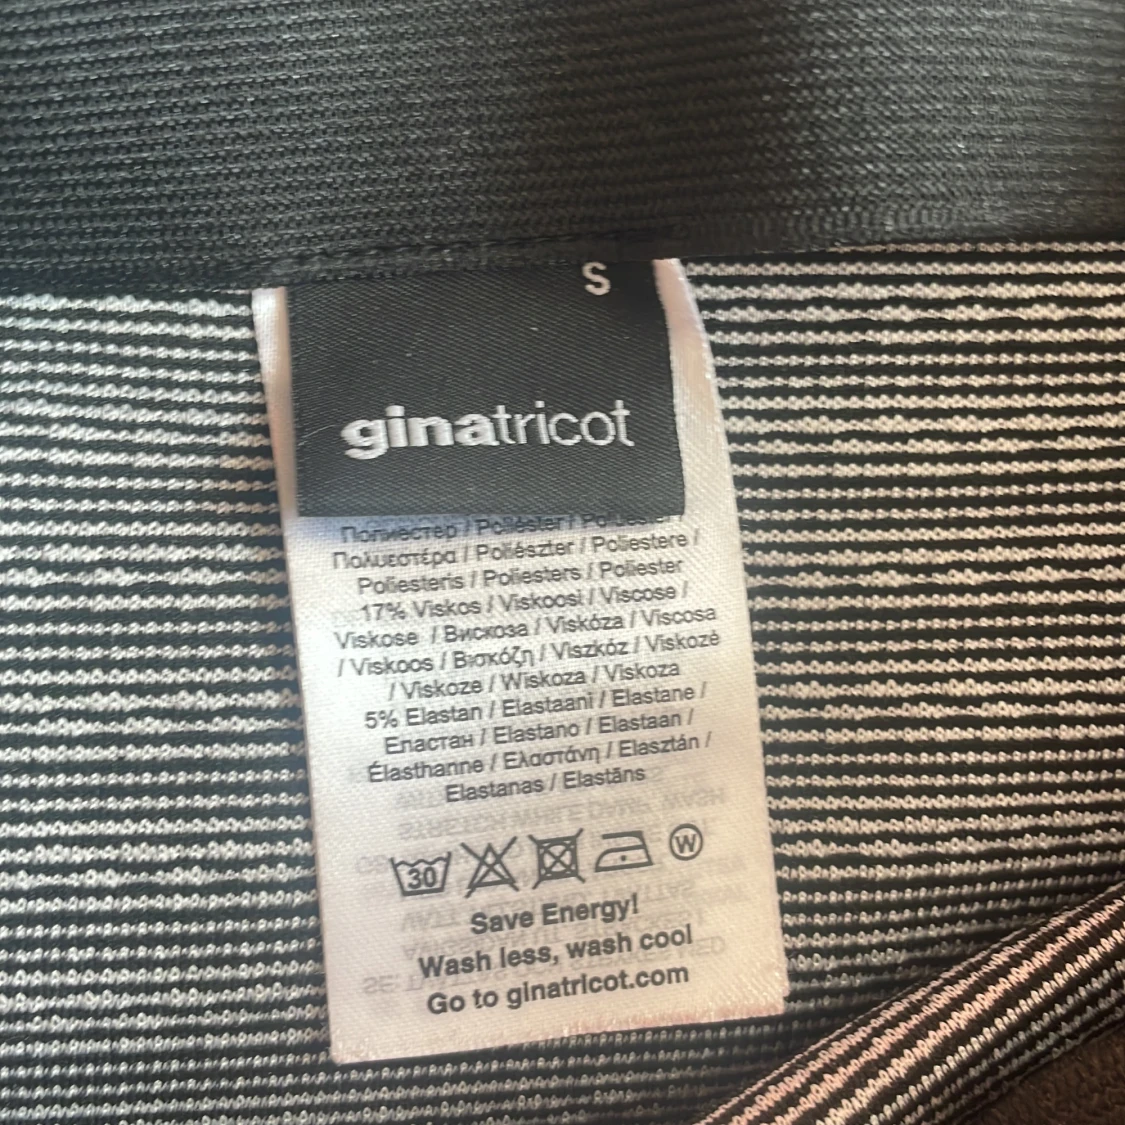 S
ginatricot
Полиестер / Poliéster /
Πολυεστέρα / Poliészter / Poliestere /
Poliesteris / Poliesters / Poliester
17% Viskos / Viskoosi / Viscose /
Viskose / Вискоза / Viskóza / Viscosa
/ Viskoos / Βισκόζη / Viszkóz / Viskozė
/ Viskoze / Wiskoza / Viskoza
5% Elastan / Elastaani / Elastane /
Еластан / Elastano / Elastaan /
Élasthanne / Ελαστάνη / Elasztán /
Elastanas / Elastāns
30 W
Save Energy!
Wash less, wash cool
Go to ginatricot.com